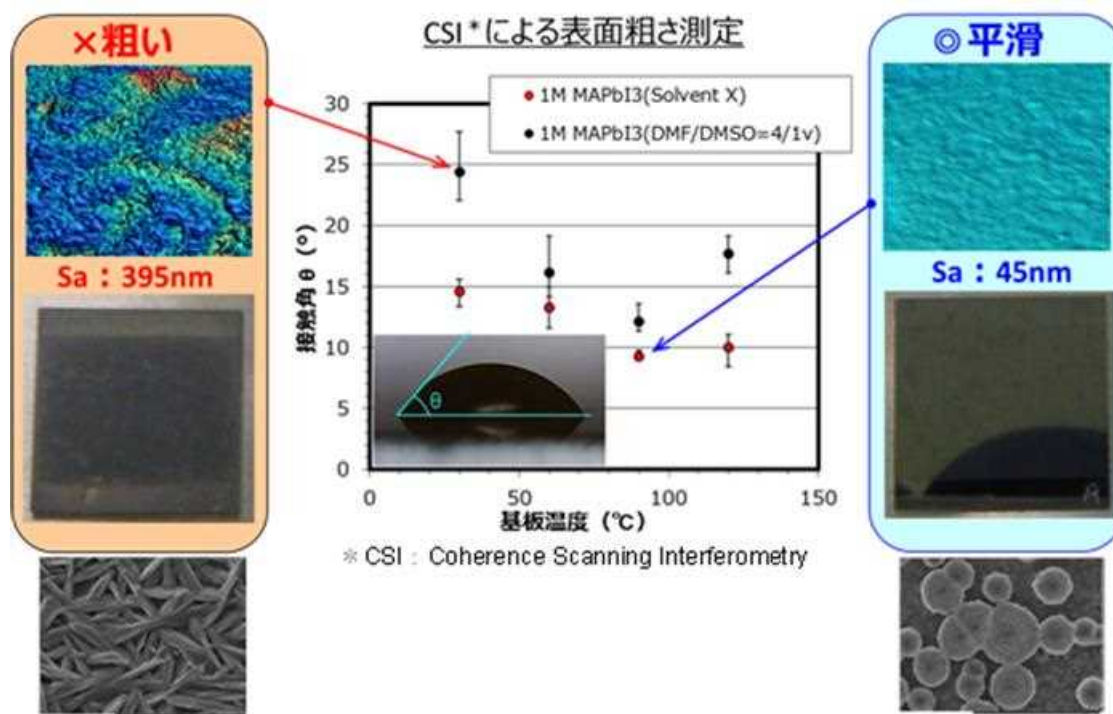 ×粗い
Sa：395nm
CSI*による表面粗さ測定
1M MAPbI3(Solvent X)
1M MAPbI3(DMF/DMSO=4/1v)
接触角 θ (°)
30
25
20
15
10
5
0
θ
0
50
100
150
基板温度 (℃)
※ CSI : Coherence Scanning Interferometry
◎平滑
Sa：45nm